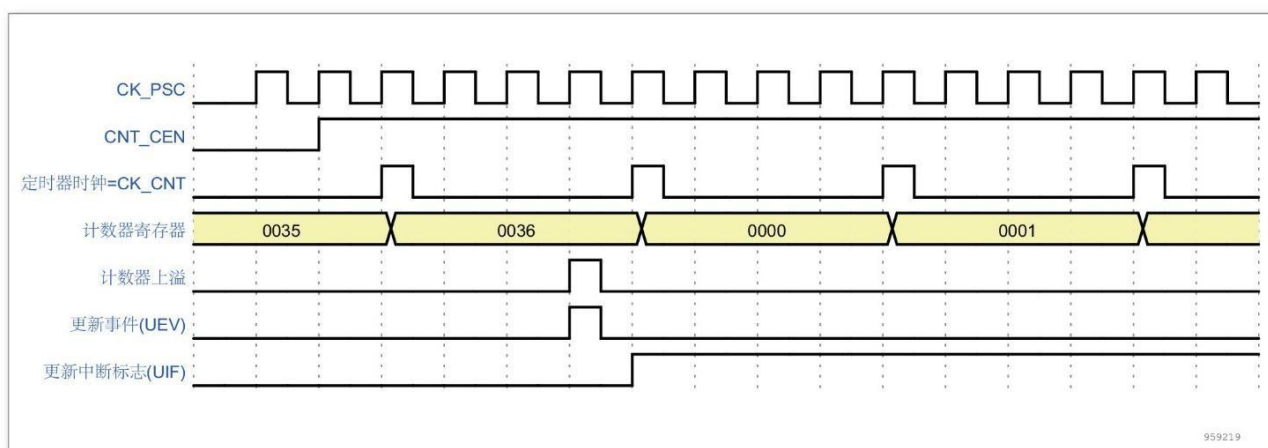 CK_PSC
CNT_CEN
定时器时钟=CK_CNT
计数器寄存器 0035 0036 0000 0001
计数器上溢
更新事件(UEV)
更新中断标志(UIF)
959219